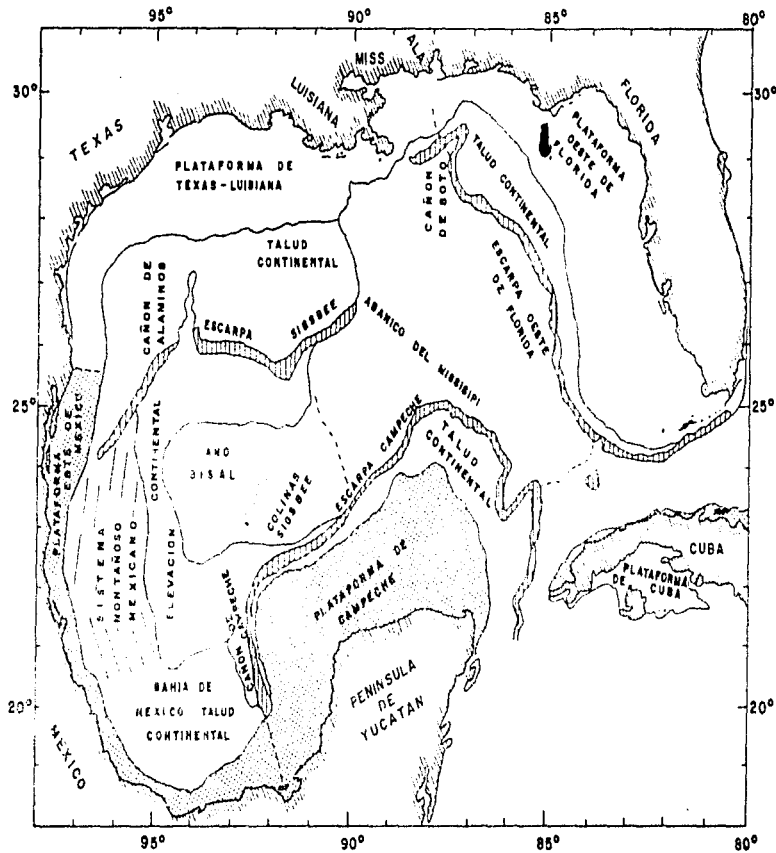 95°
90°
85°
80°
30°
30°
25°
25°
20°
20°
95°
90°
85°
80°
TEXAS
LUISIANA
MISS
ALA
FLORIDA
PLATAFORMA DE
TEXAS-LUISIANA
PLATAFORMA
OESTE DE
FLORIDA
CAÑON
DESOTO
TALUD CONTINENTAL
TALUD
CONTINENTAL
CAÑON DE
ALAMINOS
ESCARPA
SIGSBEE
ABANICO DEL MISSISIPI
ESCARPA OESTE
DE FLORIDA
PLATAFORMA
ESTE DE
MEXICO
SISTEMA
MONTAÑOSO
MEXICANO
ELEVACION
CONTINENTAL
COLINAS
SIGSBEE
ESCARPA CAMPECHE
TALUD
CONTINENTAL
CUBA
PLATAFORMA
DE CUBA
PLATAFORMA DE
CAMPECHE
CAÑON DE
CAMPECHE
BAHIA DE
MEXICO TALUD
CONTINENTAL
PENINSULA
DE
YUCATAN
MEXICO